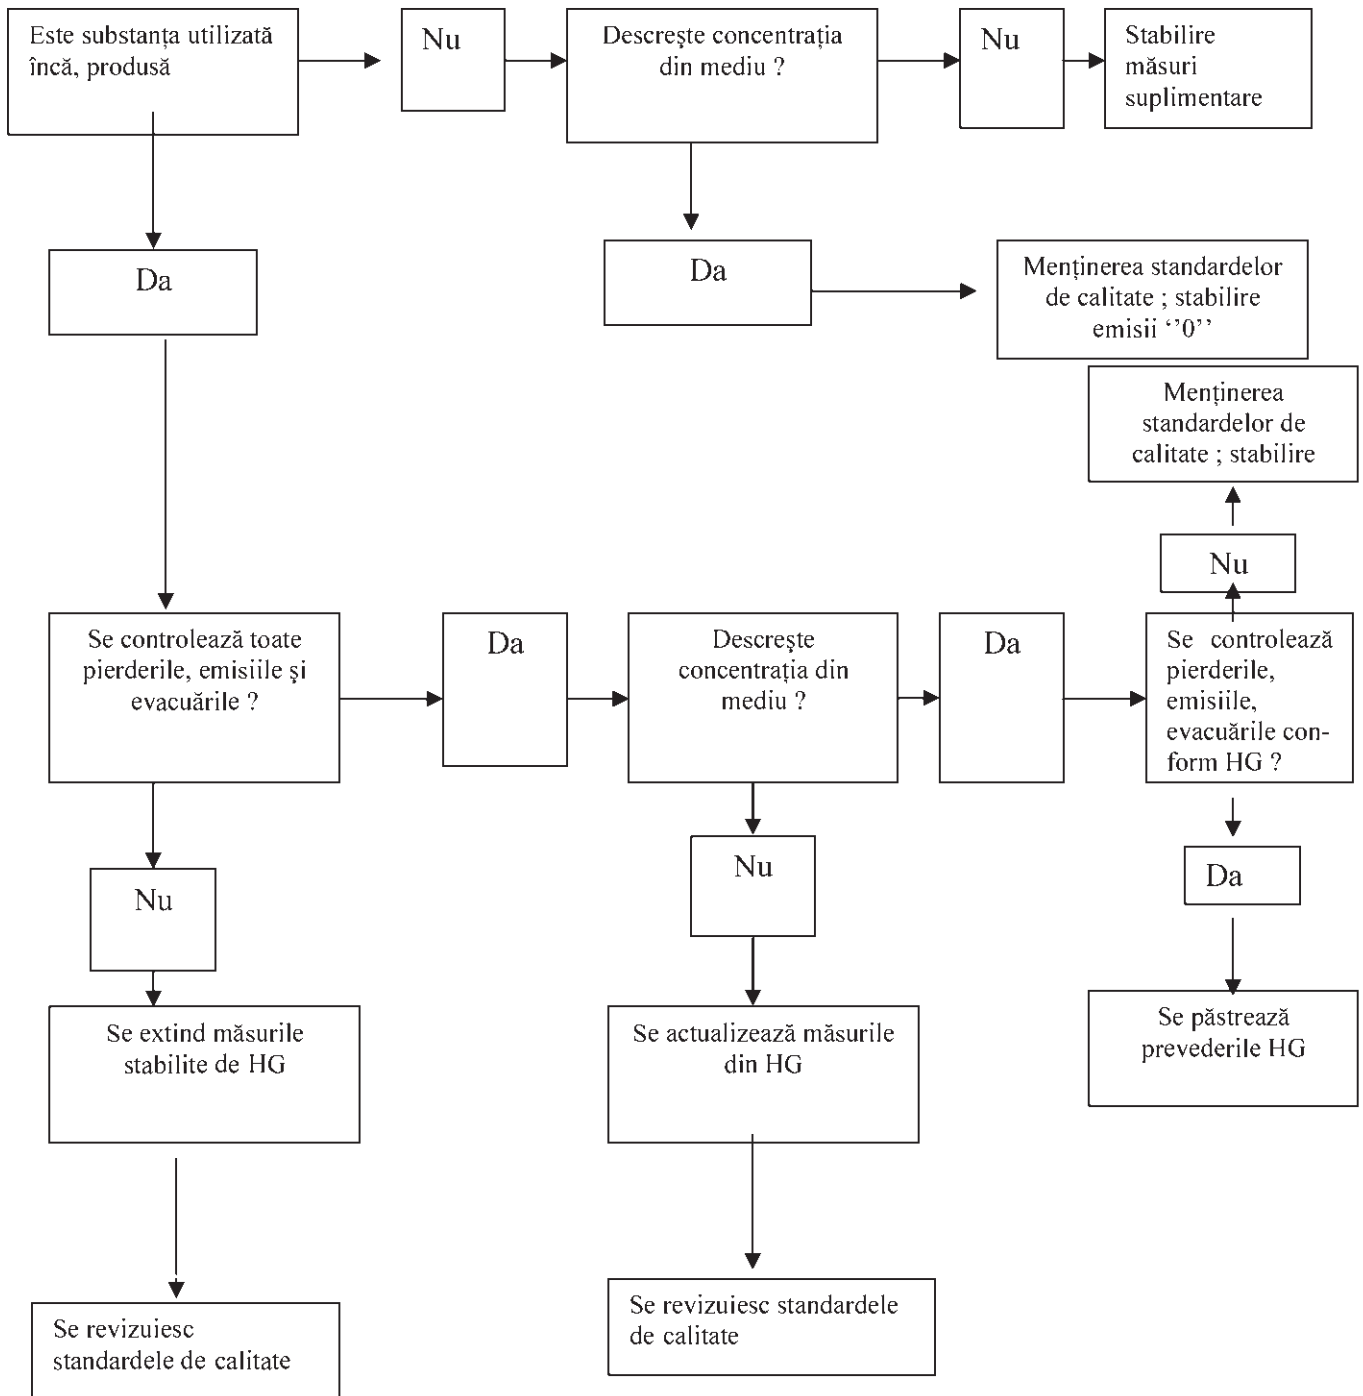 Este substanța utilizată
încă, produsă
Nu
Descreşte concentrația
din mediu ?
Nu
Stabilire
măsuri
suplimentare
Da
Da
Menținerea standardelor
de calitate ; stabilire
emisii ‘’0’’
Menținerea
standardelor de
calitate ; stabilire
Nu
Se controlează toate
pierderile, emisiile şi
evacuările ?
Da
Descreşte
concentrația din
mediu ?
Da
Se controlează
pierderile,
emisiile,
evacuările con-
form HG ?
Nu
Nu
Da
Se extind măsurile
stabilite de HG
Se actualizează măsurile
din HG
Se păstrează
prevederile HG
Se revizuiesc
standardele de calitate
Se revizuiesc standardele
de calitate